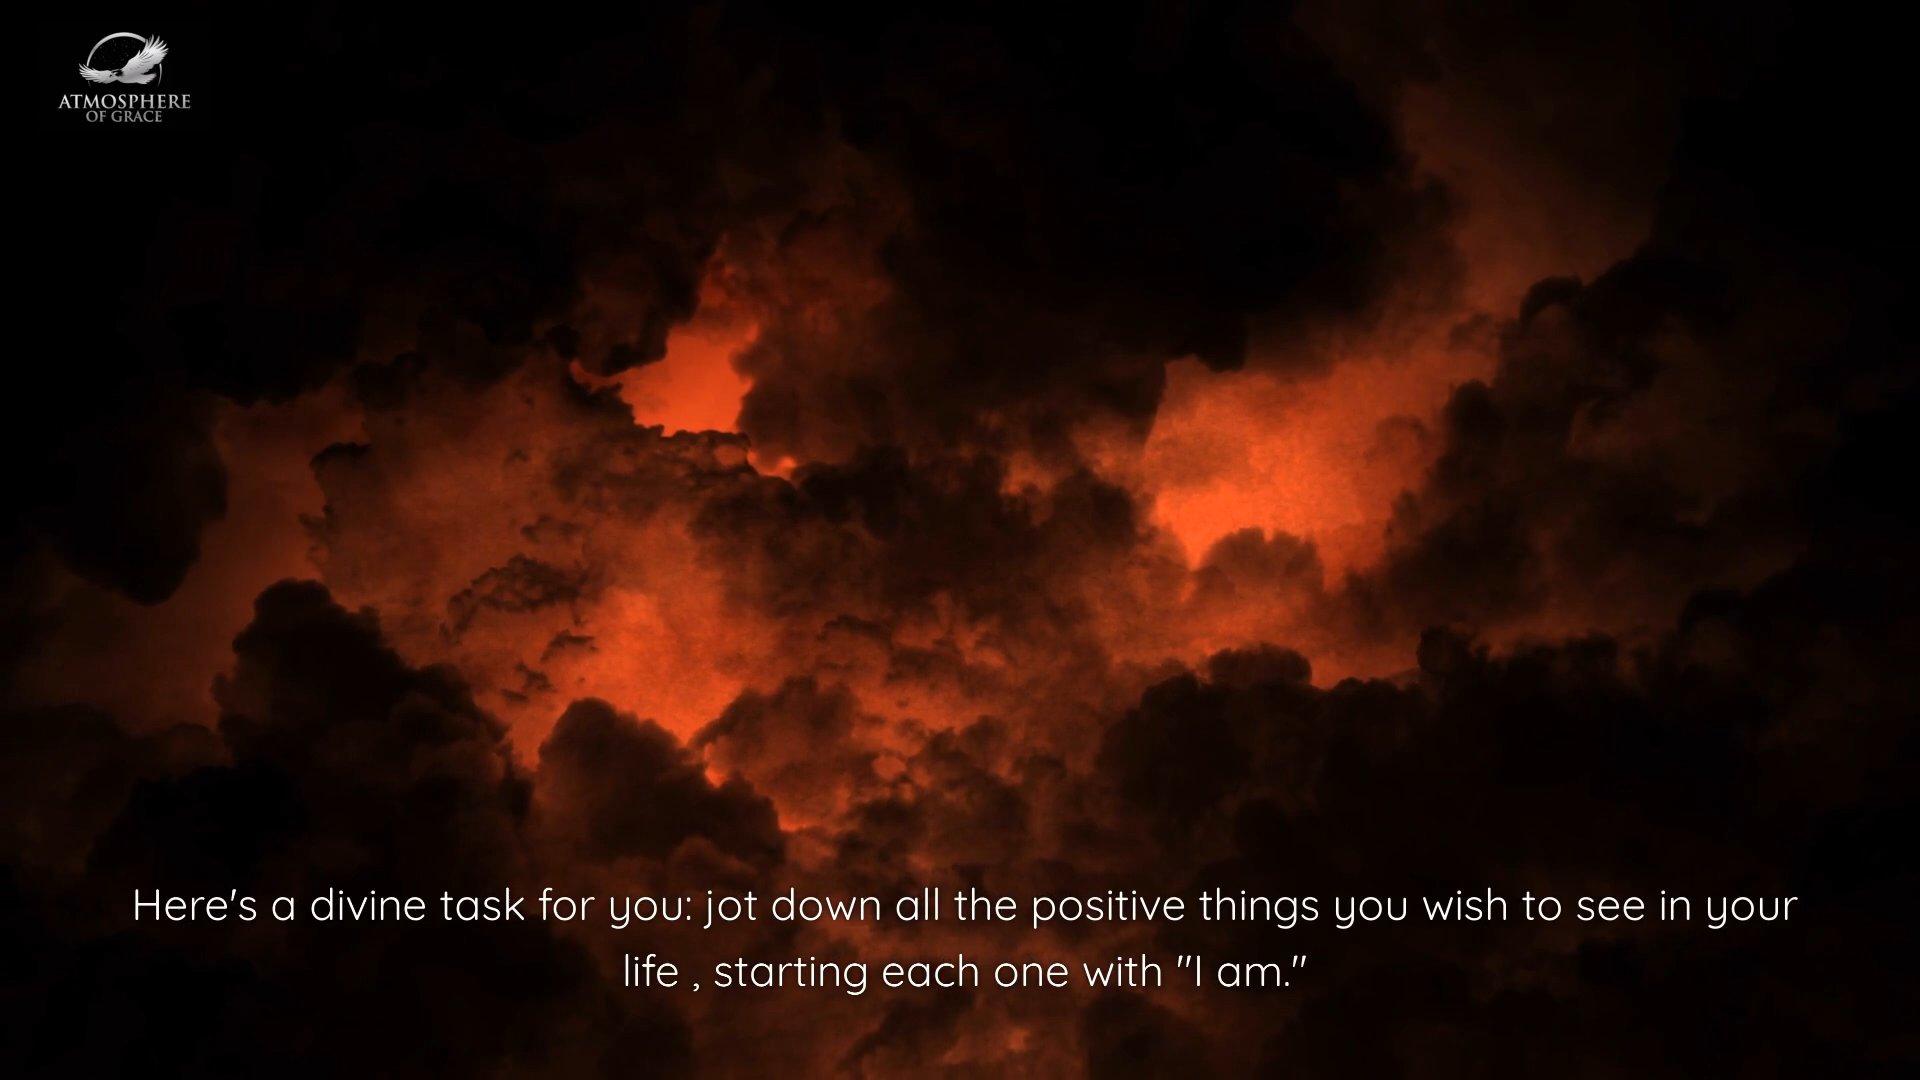 ATMOSPHERE
OF GRACE
Here's a divine task for you: jot down all the positive things you wish to see in your
life , starting each one with "I am."